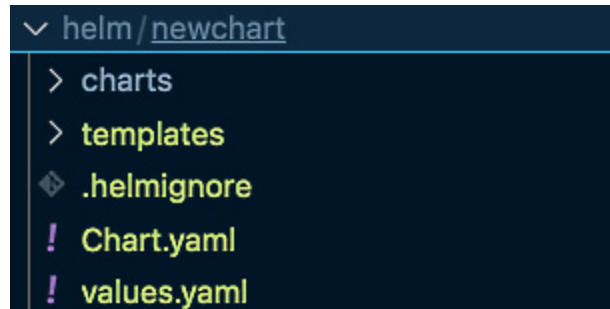 helm/newchart
charts
templates
.helmignore
! Chart.yaml
! values.yaml